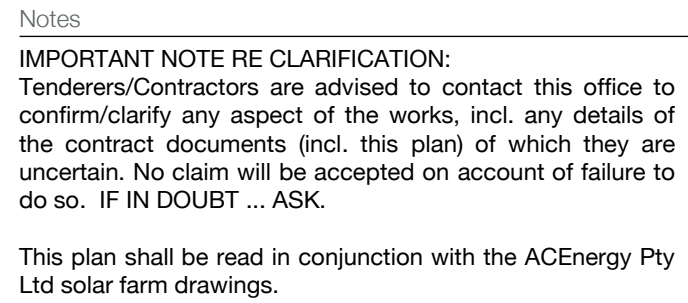 Notes
IMPORTANT NOTE RE CLARIFICATION:
Tenderers/Contractors are advised to contact this office to
confirm/clarify any aspect of the works, incl. any details of
the contract documents (incl. this plan) of which they are
uncertain. No claim will be accepted on account of failure to
do so.  IF IN DOUBT ... ASK.
This plan shall be read in conjunction with the ACEnergy Pty
Ltd solar farm drawings.